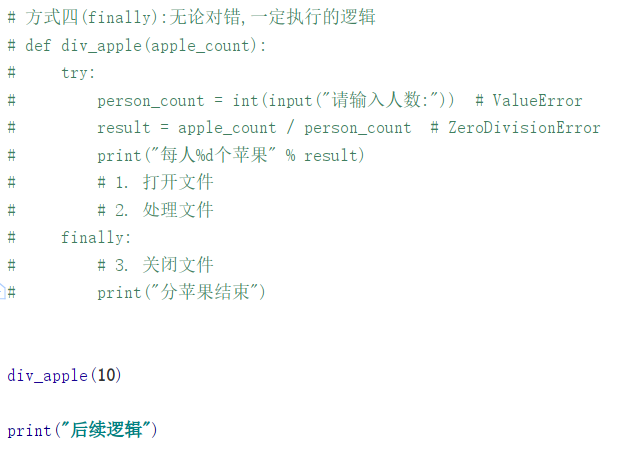 # 方式四(finally):无论对错,一定执行的逻辑
# def div_apple(apple_count):
#     try:
#         person_count = int(input("请输入人数:"))  # ValueError
#         result = apple_count / person_count  # ZeroDivisionError
#         print("每人%d个苹果" % result)
#         # 1. 打开文件
#         # 2. 处理文件
#     finally:
#         # 3. 关闭文件
#         print("分苹果结束")
div_apple(10)
print("后续逻辑")